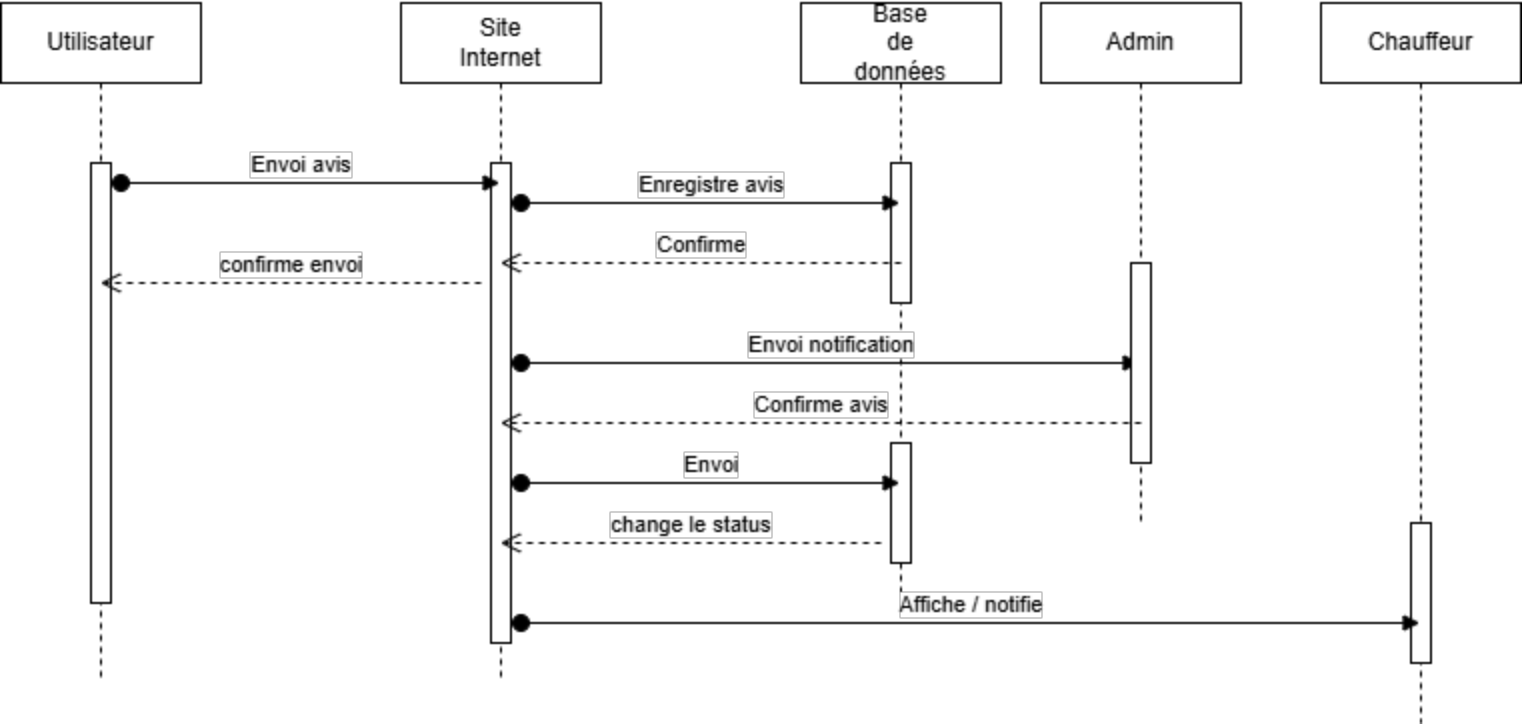 Utilisateur
Site
Internet
Base
de
données
Admin
Chauffeur
Envoi avis
Enregistre avis
Confirme
confirme envoi
Envoi notification
Confirme avis
Envoi
change le status
Affiche / notifie